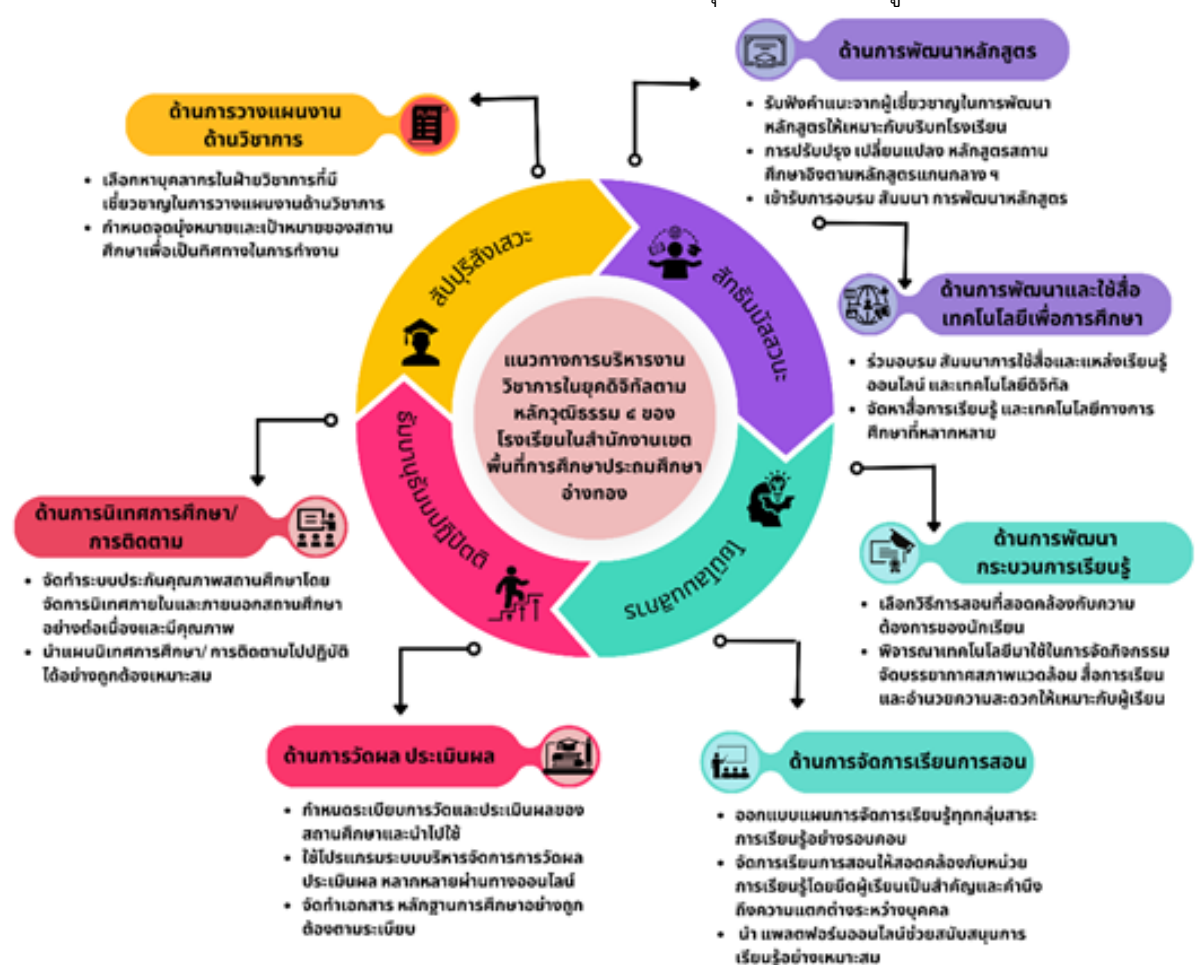 ด้านการวางแผนงาน
ด้านวิชาการ
• เลือกหาบุคลากรในฝ่ายวิชาการที่มี
เชี่ยวชาญในการวางแผนงานด้านวิชาการ
• กำหนดจุดมุ่งหมายและเป้าหมายของสถาน
ศึกษาเพื่อเป็นทิศทางในการทำงาน
ด้านการพัฒนาหลักสูตร
• รับฟังคำแนะจากผู้เชี่ยวชาญในการพัฒนา
หลักสูตรให้เหมาะกับบริบทโรงเรียน
• การปรับปรุง เปลี่ยนแปลง หลักสูตรสถาน
ศึกษาอิงตามหลักสูตรแกนกลาง ฯ
• เข้ารับการอบรม สัมมนา การพัฒนาหลักสูตร
ด้านการพัฒนาและใช้สื่อ
เทคโนโลยีเพื่อการศึกษา
• ร่วมอบรม สัมมนาการใช้สื่อและแหล่งเรียนรู้
ออนไลน์ และเทคโนโลยีดิจิทัล
• จัดหาสื่อการเรียนรู้ และเทคโนโลยีทางการ
ศึกษาที่หลากหลาย
สัปปุรีสังเสวะ
สัทธัมมัสสวนะ
โยนิโสมนสิการ
ธัมมานุธัมมปฏิปัตติ
แนวทางการบริหารงาน
วิชาการในยุคดิจิทัลตาม
หลักวุฒิธรรม ๔ ของ
โรงเรียนในสำนักงานเขต
พื้นที่การศึกษาประถมศึกษา
อ่างทอง
ด้านการนิเทศการศึกษา/
การติดตาม
• จัดทำระบบประกันคุณภาพสถานศึกษาโดย
จัดการนิเทศภายในและภายนอกสถานศึกษา
อย่างต่อเนื่องและมีคุณภาพ
• นำแผนนิเทศการศึกษา/ การติดตามไปปฏิบัติ
ได้อย่างถูกต้องเหมาะสม
ด้านการพัฒนา
กระบวนการเรียนรู้
• เลือกวิธีการสอนที่สอดคล้องกับความ
ต้องการของนักเรียน
• พิจารณาเทคโนโลยีมาใช้ในการจัดกิจกรรม
จัดบรรยากาศสภาพแวดล้อม สื่อการเรียน
และอำนวยความสะดวกให้เหมาะกับผู้เรียน
ด้านการวัดผล ประเมินผล
• กำหนดระเบียบการวัดและประเมินผลของ
สถานศึกษาและนำไปใช้
• ใช้โปรแกรมระบบบริหารจัดการการวัดผล
ประเมินผล หลากหลายผ่านทางออนไลน์
• จัดทำเอกสาร หลักฐานการศึกษาอย่างถูก
ต้องตามระเบียบ
ด้านการจัดการเรียนการสอน
• ออกแบบแผนการจัดการเรียนรู้ทุกกลุ่มสาระ
การเรียนรู้อย่างรอบคอบ
• จัดการเรียนการสอนให้สอดคล้องกับหน่วย
การเรียนรู้โดยยึดผู้เรียนเป็นสำคัญและคำนึง
ถึงความแตกต่างระหว่างบุคคล
• นำ แพลตฟอร์มออนไลน์ช่วยสนับสนุนการ
เรียนรู้อย่างเหมาะสม